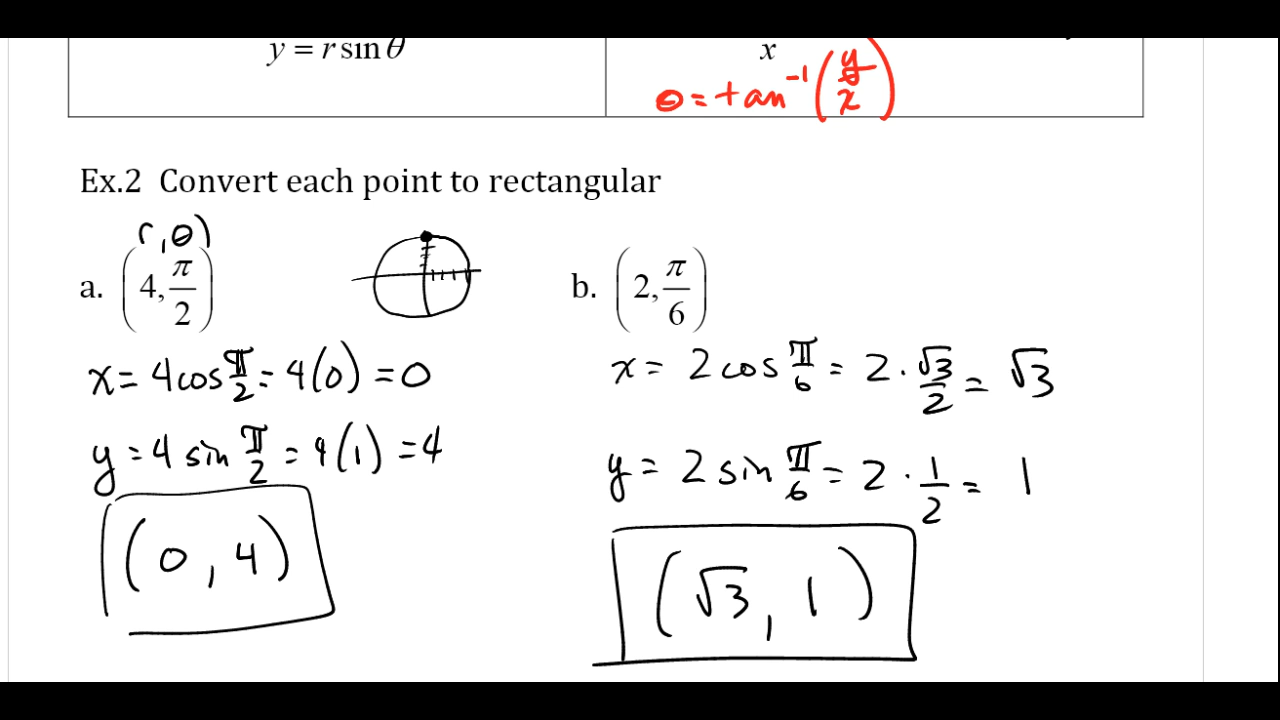 y = r sin θ
x
θ = tan⁻¹(y/x)
Ex.2 Convert each point to rectangular
r, θ)
a. (4, π/2)
b. (2, π/6)
x = 4 cos π/2 = 4(0) = 0
x = 2 cos π/6 = 2 · √3/2 = √3
y = 4 sin π/2 = 4(1) = 4
y = 2 sin π/6 = 2 · 1/2 = 1
(0, 4)
(√3, 1)